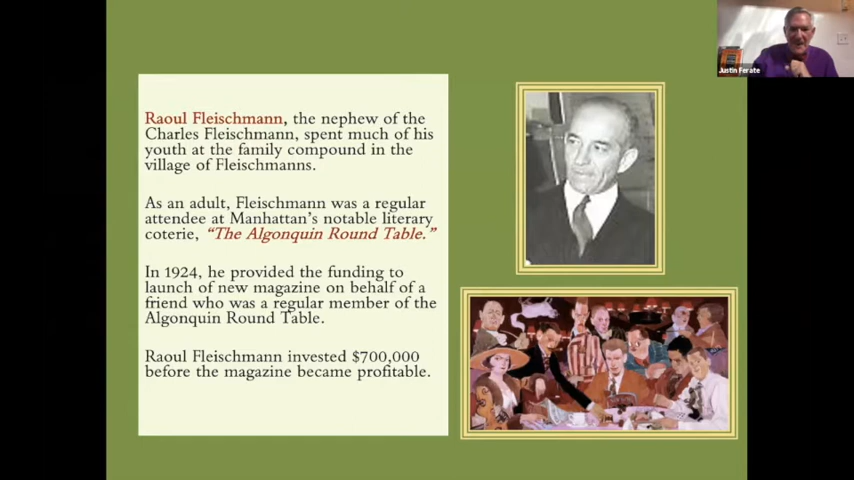 Raoul Fleischmann, the nephew of the
Charles Fleischmann, spent much of his
youth at the family compound in the
village of Fleischmanns.
As an adult, Fleischmann was a regular
attendee at Manhattan's notable literary
coterie, "The Algonquin Round Table."
In 1924, he provided the funding to
launch of new magazine on behalf of a
friend who was a regular member of the
Algonquin Round Table.
Raoul Fleischmann invested $700,000
before the magazine became profitable.
Justin Ferate